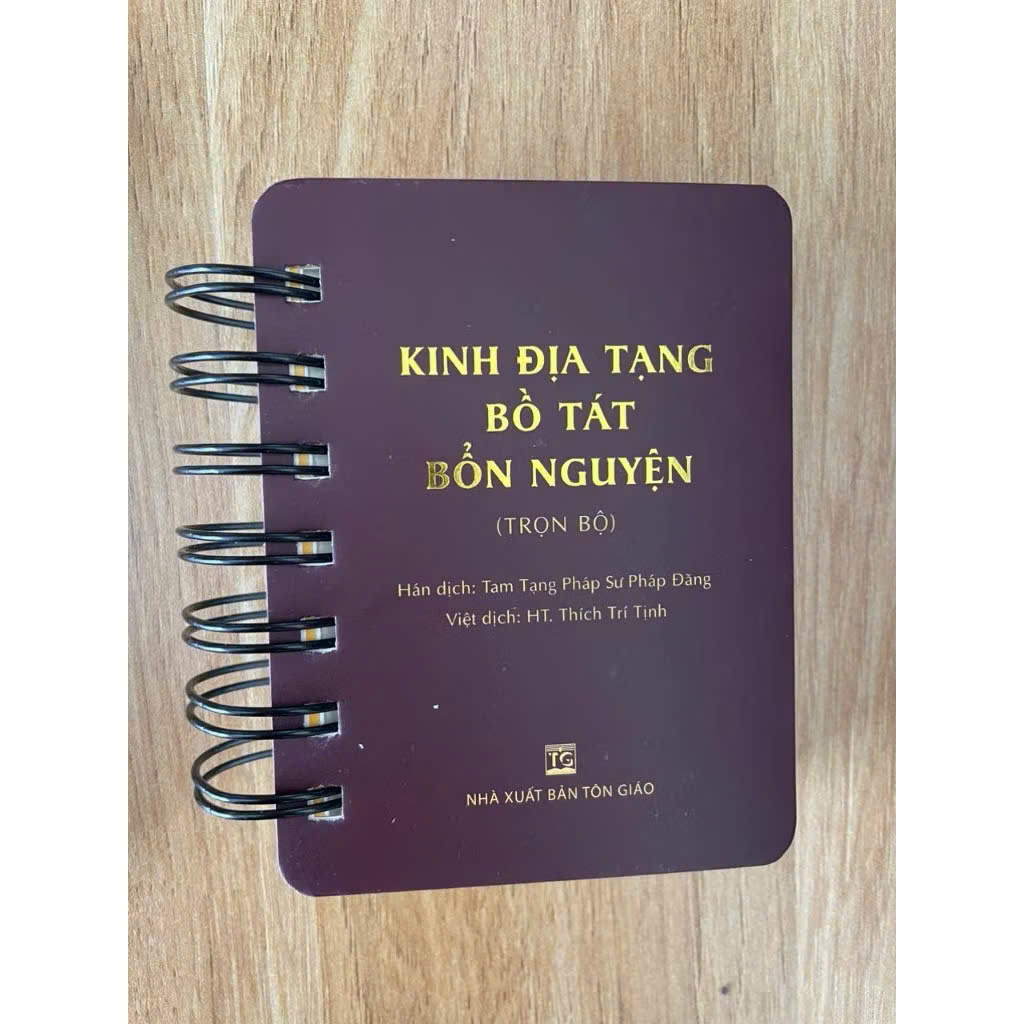 KINH ĐỊA TẠNG
BỒ TÁT
BỔN NGUYỆN
(TRỌN BỘ)
Hán dịch: Tam Tạng Pháp Sư Pháp Đăng
Việt dịch: HT. Thích Trí Tịnh
TG
NHÀ XUẤT BẢN TÔN GIÁO